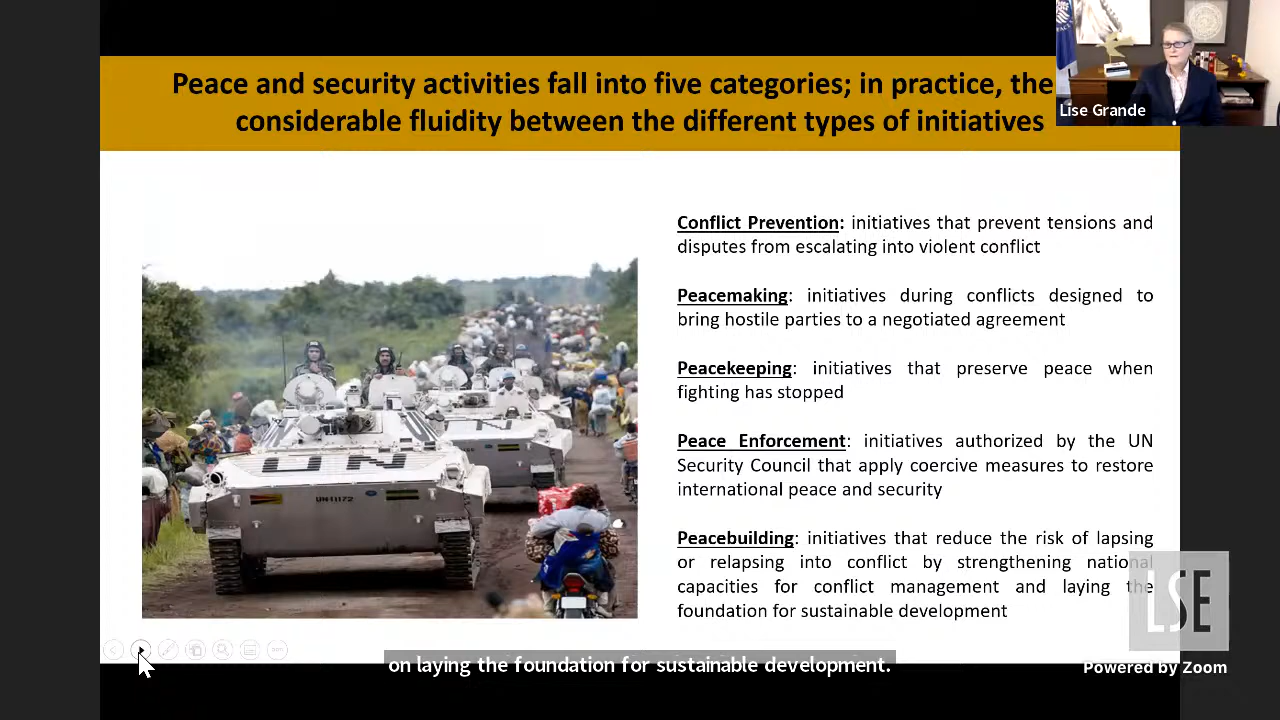 Peace and security activities fall into five categories; in practice, the
considerable fluidity between the different types of initiatives
Lise Grande
Conflict Prevention: initiatives that prevent tensions and
disputes from escalating into violent conflict
Peacemaking: initiatives during conflicts designed to
bring hostile parties to a negotiated agreement
Peacekeeping: initiatives that preserve peace when
fighting has stopped
Peace Enforcement: initiatives authorized by the UN
Security Council that apply coercive measures to restore
international peace and security
Peacebuilding: initiatives that reduce the risk of lapsing
or relapsing into conflict by strengthening national
capacities for conflict management and laying the
foundation for sustainable development
UN
UN
UN11172
LSE
on laying the foundation for sustainable development.
Powered by Zoom